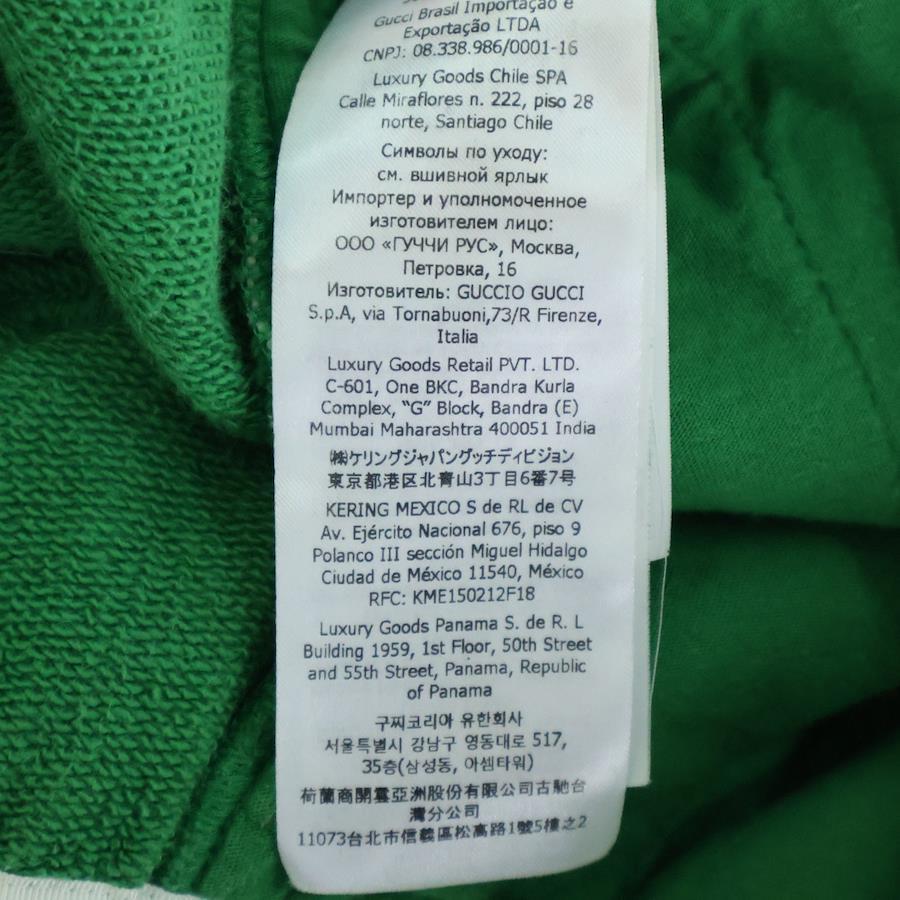 Gucci Brasil Importação e
Exportação LTDA
CNPJ: 08.338.986/0001-16
Luxury Goods Chile SPA
Calle Miraflores n. 222, piso 28
norte, Santiago Chile
Символы по уходу:
см. вшивной ярлык
Импортер и уполномоченное
изготовителем лицо:
ООО «ГУЧЧИ РУС», Москва,
Петровка, 16
Изготовитель: GUCCIO GUCCI
S.p.A, via Tornabuoni,73/R Firenze,
Italia
Luxury Goods Retail PVT. LTD.
C-601, One BKC, Bandra Kurla
Complex, “G” Block, Bandra (E)
Mumbai Maharashtra 400051 India
㈱ケリングジャパングッチディビジョン
東京都港区北青山3丁目6番7号
KERING MEXICO S de RL de CV
Av. Ejército Nacional 676, piso 9
Polanco III sección Miguel Hidalgo
Ciudad de México 11540, México
RFC: KME150212F18
Luxury Goods Panama S. de R. L
Building 1959, 1st Floor, 50th Street
and 55th Street, Panama, Republic
of Panama
구찌코리아 유한회사
서울특별시 강남구 영동대로 517,
35층(삼성동, 아셈타워)
荷蘭商開雲亞洲股份有限公司古馳台
灣分公司
11073台北市信義區松高路1號5樓之2